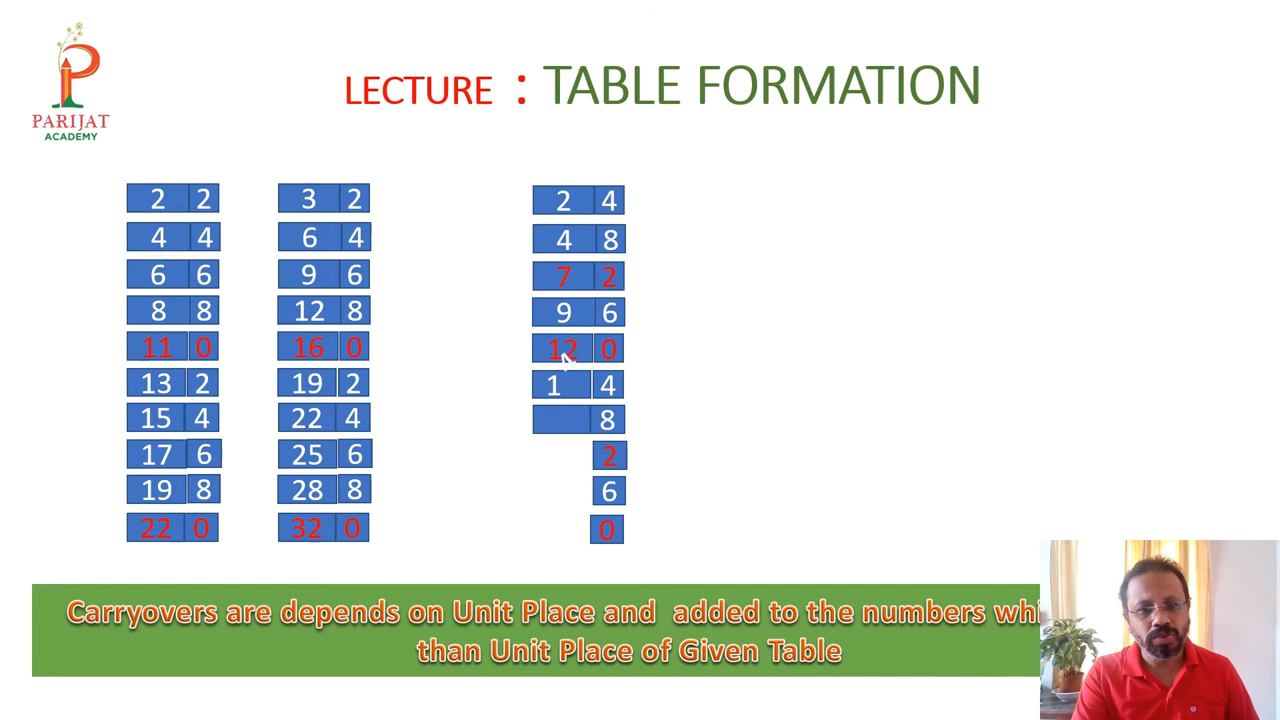 PARIJAT
ACADEMY
LECTURE : TABLE FORMATION
2 2 3 2 2 4
4 4 6 4 4 8
6 6 9 6 7 2
8 8 12 8 9 6
11 0 16 0 12 0
13 2 19 2 1 4 4
15 4 22 4 8
17 6 25 6 2
19 8 28 8 6
22 0 32 0 0
Carryovers are depends on Unit Place and added to the numbers
than Unit Place of Given Table